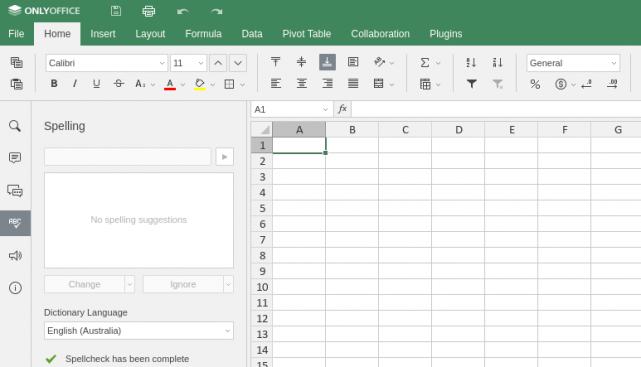 ONLYOFFICE
File Home Insert Layout Formula Data Pivot Table Collaboration Plugins
Calibri 11 General
B I U S A A
A1 fx
Spelling
A B C D E F G
1
2
3
4
5
6
7
8
9
10
11
12
13
14
15
No spelling suggestions
Change Ignore
Dictionary Language
English (Australia)
Spellcheck has been complete